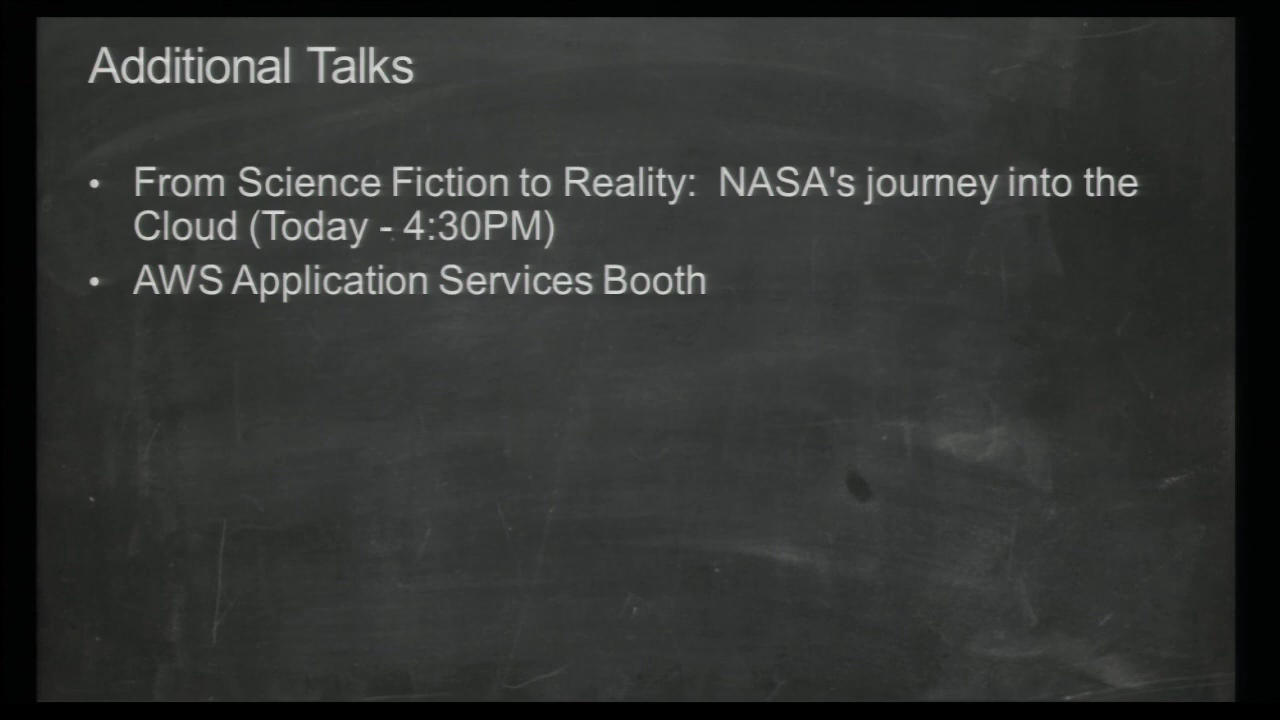 Additional Talks
• From Science Fiction to Reality:  NASA's journey into the
Cloud (Today - 4:30PM)
• AWS Application Services Booth